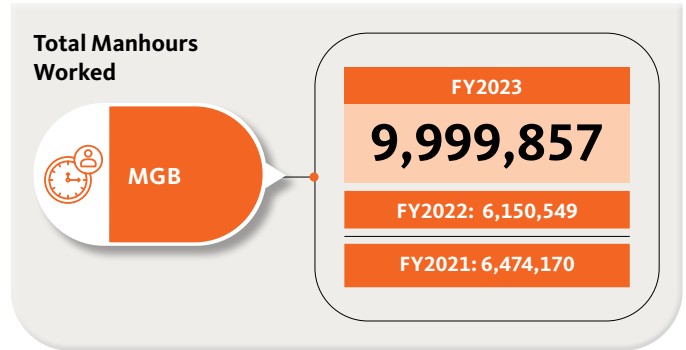 Total Manhours
Worked
MGB
FY2023
9,999,857
FY2022: 6,150,549
FY2021: 6,474,170